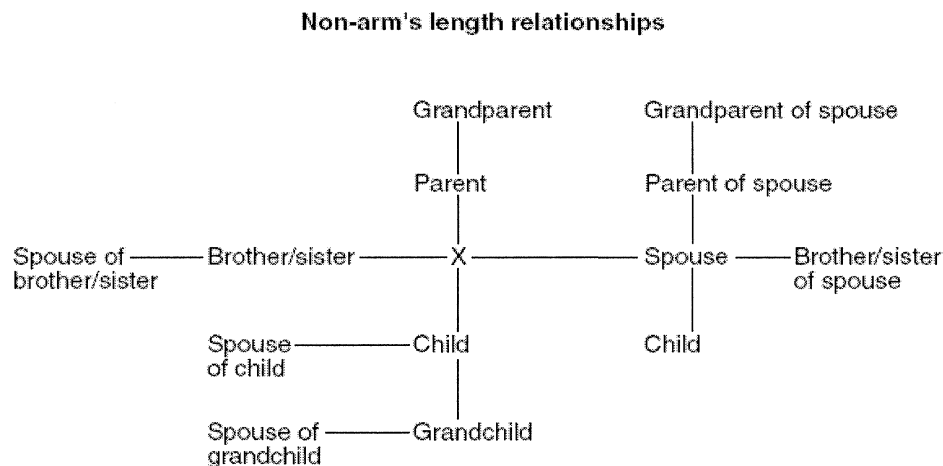 Non-arm's length relationships
Grandparent Grandparent of spouse
Parent Parent of spouse
Spouse of Brother/sister X Spouse Brother/sister
brother/sister of spouse
Spouse Child Child
of child
Spouse of Grandchild
grandchild